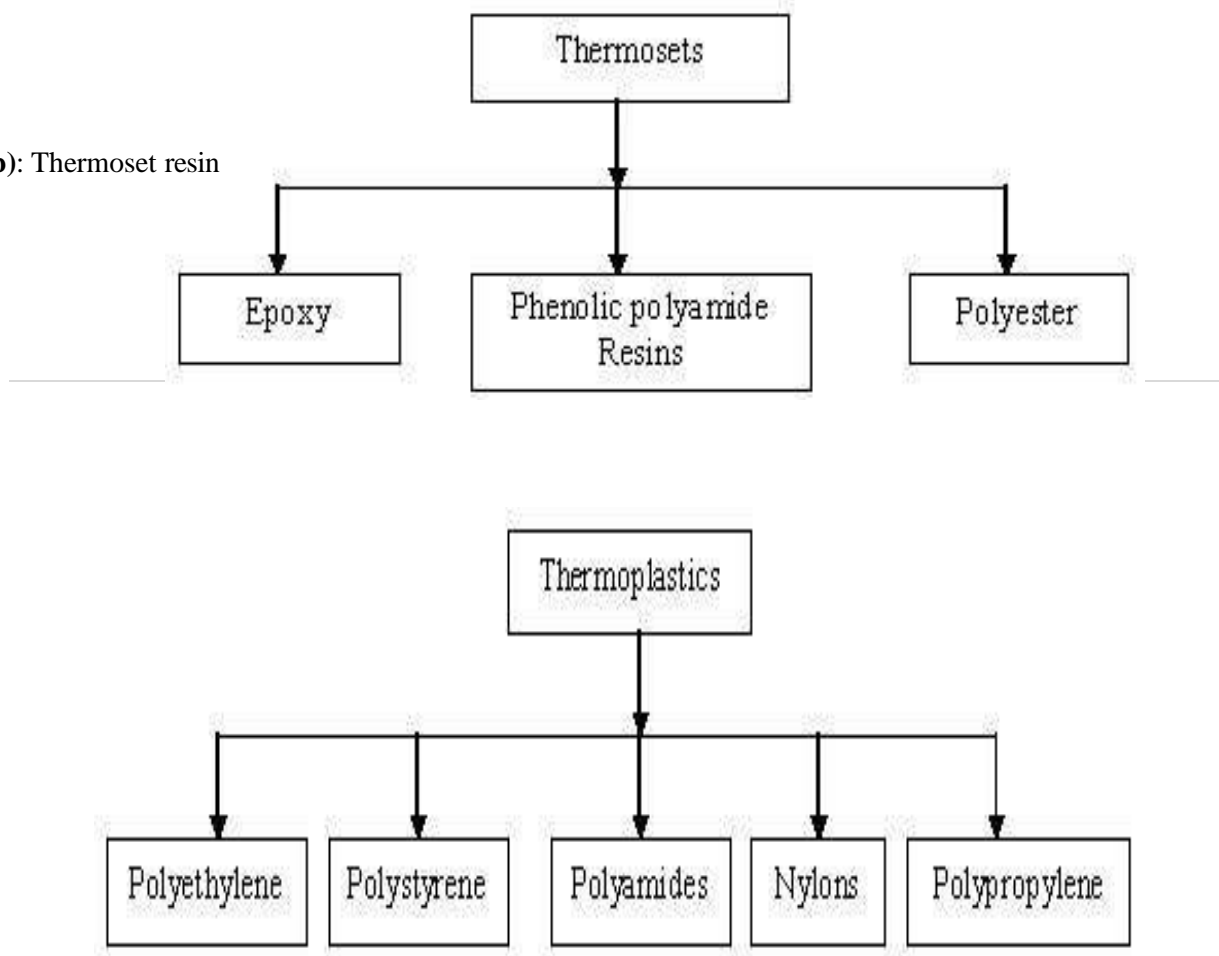 Thermosets
): Thermoset resin
Epoxy
Phenolic polyamide
Resins
Polyester
Thermoplastics
Polyethylene
Polystyrene
Polyamides
Nylons
Polypropylene